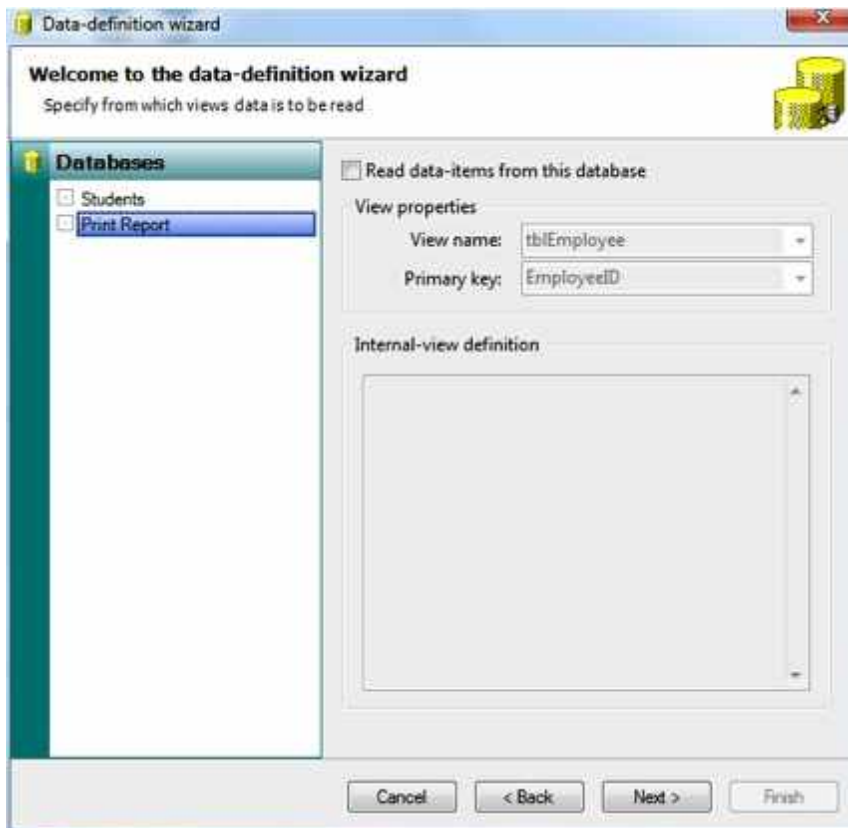 Data-definition wizard
Welcome to the data-definition wizard
Specify from which views data is to be read
Databases
Students
Print Report
Read data-items from this database
View properties
View name: tblEmployee
Primary key: EmployeeID
Internal-view definition
Cancel < Back Next > Finish